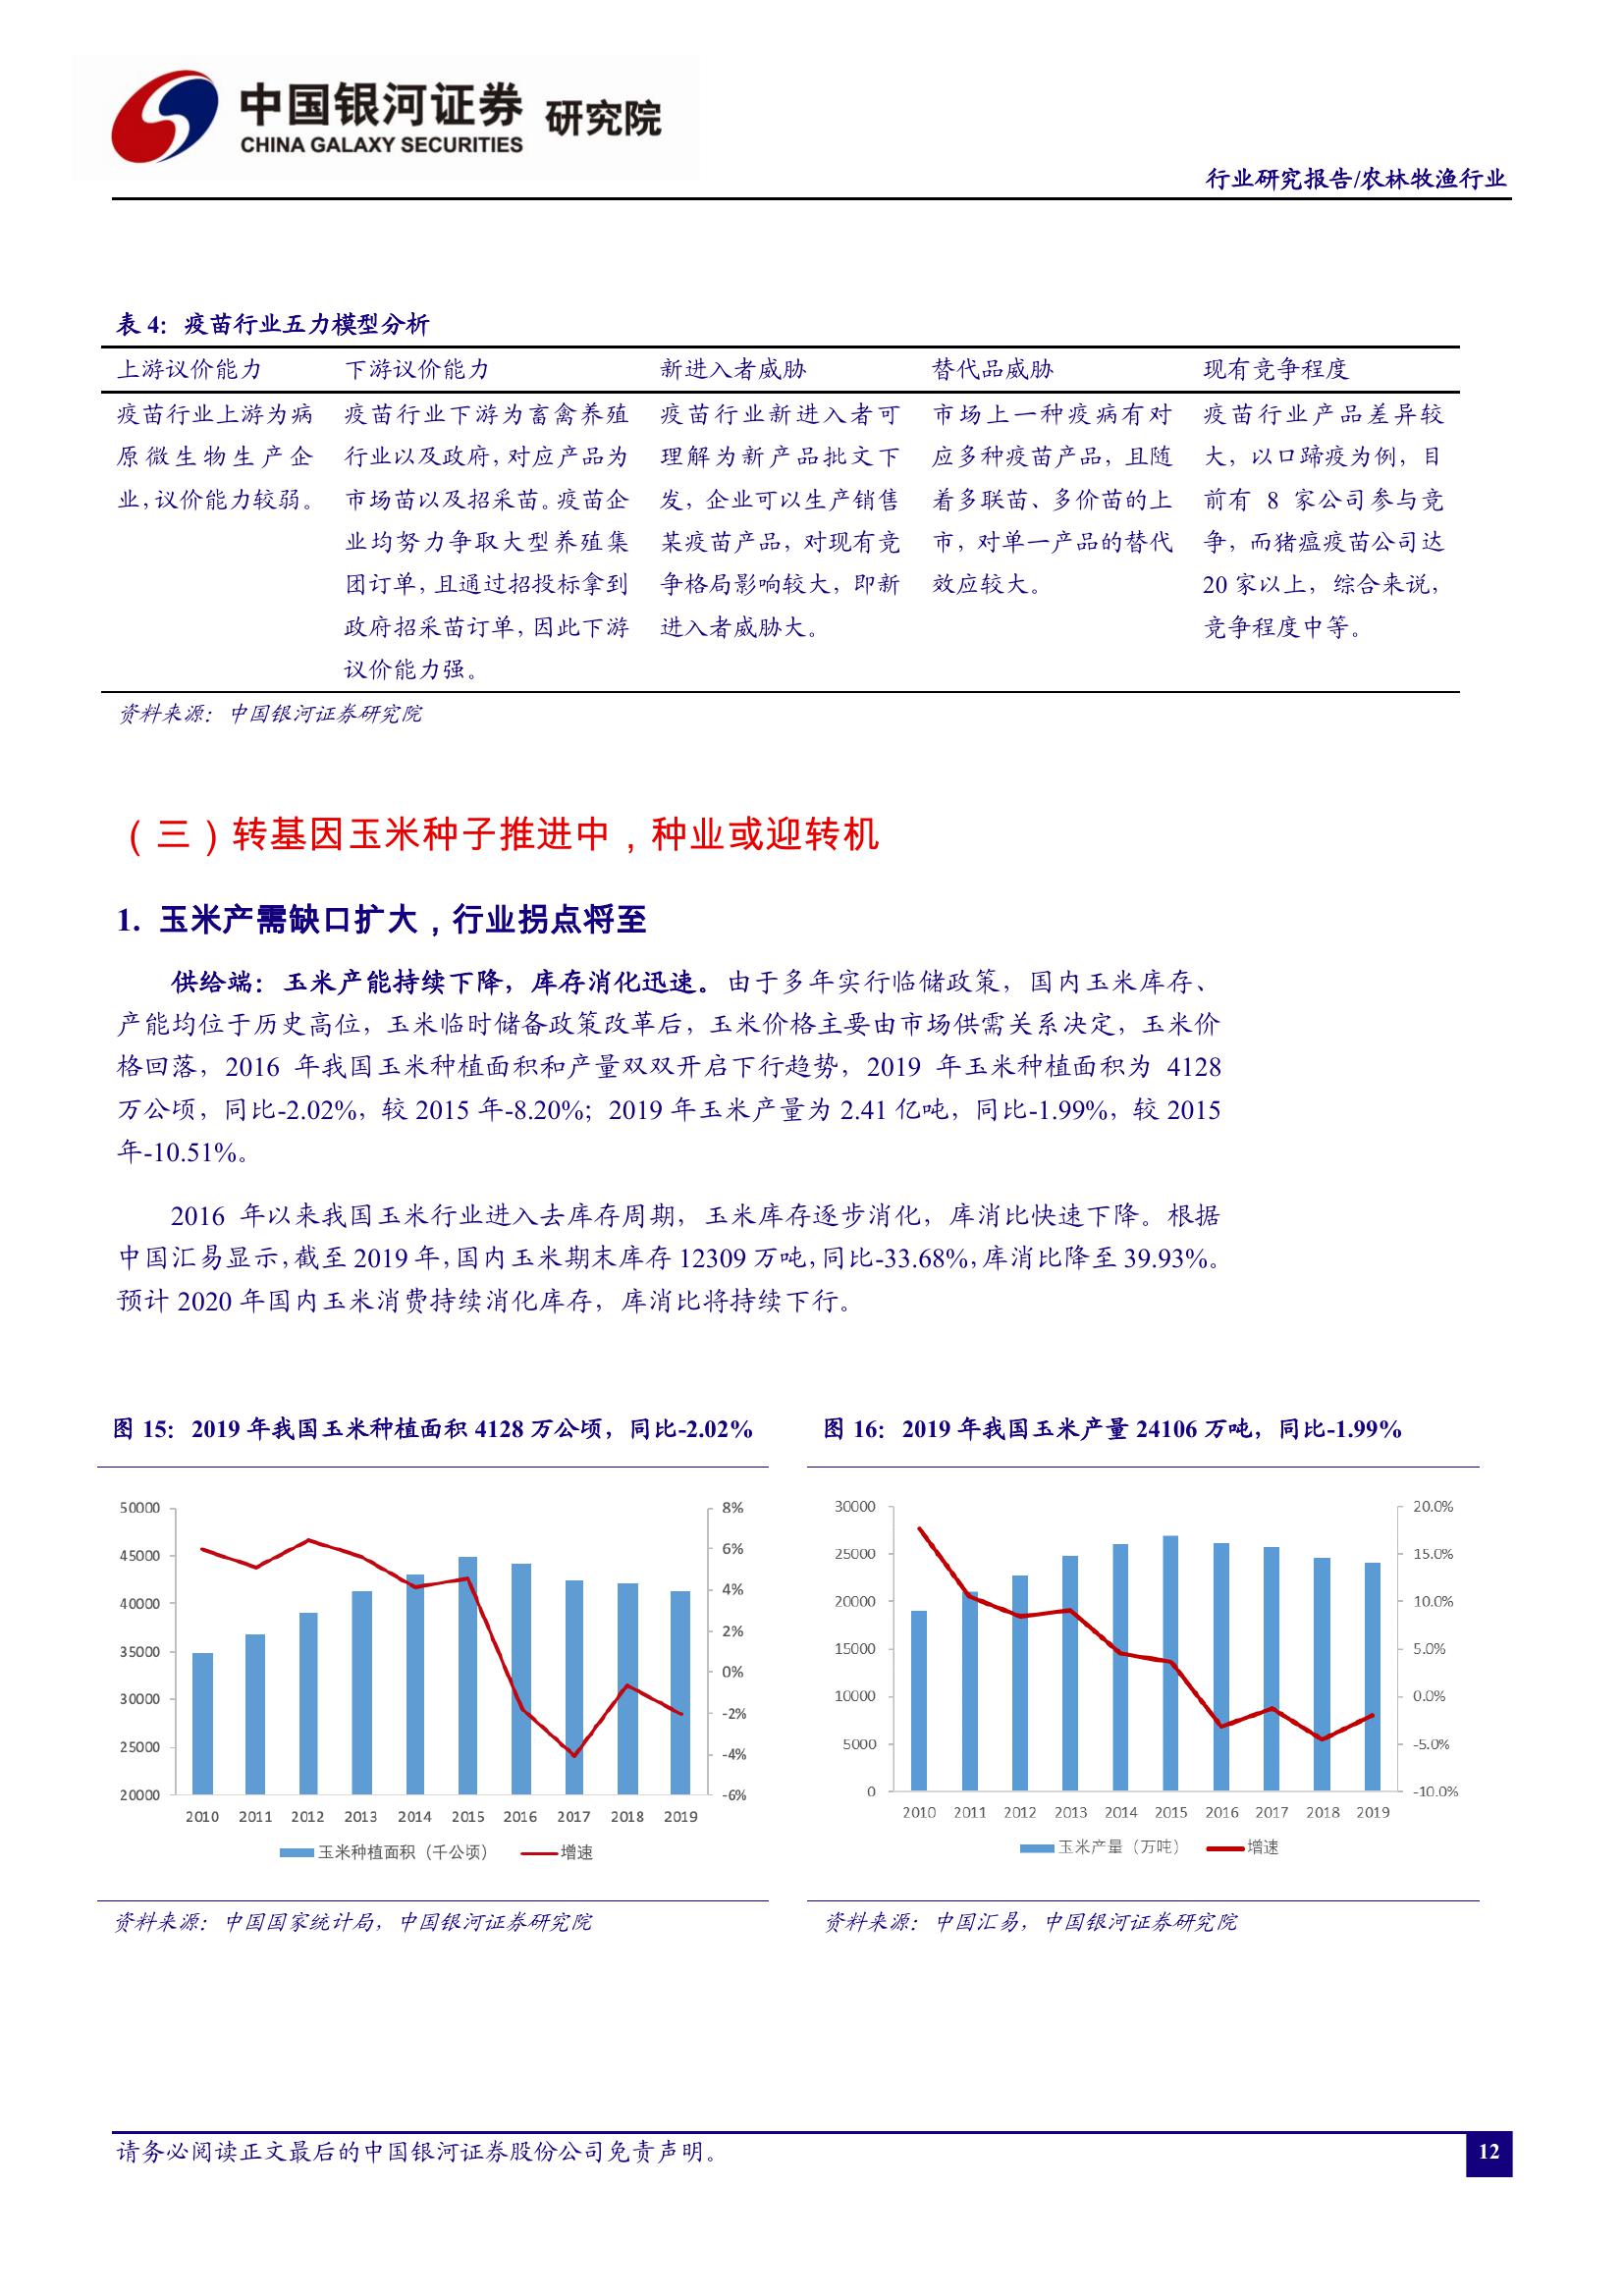 中国银河证券 研究院
CHINA GALAXY SECURITIES
行业研究报告/农林牧渔行业
表 4：疫苗行业五力模型分析
上游议价能力 下游议价能力 新进入者威胁 替代品威胁 现有竞争程度
疫苗行业上游为病 疫苗行业下游为畜禽养殖 疫苗行业新进入者可 市场上一种疫病有对 疫苗行业产品差异较
原微生物生产企 行业以及政府，对应产品为 理解为新产品批文下 应多种疫苗产品，且随 大，以口蹄疫为例，目
业，议价能力较弱。 市场苗以及招采苗。疫苗企 发，企业可以生产销售 着多联苗、多价苗的上 前有 8 家公司参与竞
业均努力争取大型养殖集 某疫苗产品，对现有竞 市，对单一产品的替代 争，而猪瘟疫苗公司达
团订单，且通过招投标拿到 争格局影响较大，即新 效应较大。 20 家以上，综合来说，
政府招采苗订单，因此下游 进入者威胁大。 竞争程度中等。
议价能力强。
资料来源：中国银河证券研究院
（三）转基因玉米种子推进中，种业或迎转机
1. 玉米产需缺口扩大，行业拐点将至
供给端：玉米产能持续下降，库存消化迅速。由于多年实行临储政策，国内玉米库存、
产能均位于历史高位，玉米临时储备政策改革后，玉米价格主要由市场供需关系决定，玉米价
格回落，2016 年我国玉米种植面积和产量双双开启下行趋势，2019 年玉米种植面积为 4128
万公顷，同比-2.02%，较 2015 年-8.20%；2019 年玉米产量为 2.41 亿吨，同比-1.99%，较 2015
年-10.51%。
2016 年以来我国玉米行业进入去库存周期，玉米库存逐步消化，库消比快速下降。根据
中国汇易显示，截至 2019 年，国内玉米期末库存 12309 万吨，同比-33.68%，库消比降至 39.93%。
预计 2020 年国内玉米消费持续消化库存，库消比将持续下行。
图 15：2019 年我国玉米种植面积 4128 万公顷，同比-2.02%
50000 8%
45000 6%
40000 4%
35000 2%
30000 0%
25000 -2%
20000 -4%
-6%
2010 2011 2012 2013 2014 2015 2016 2017 2018 2019
玉米种植面积（千公顷） 增速
资料来源：中国国家统计局，中国银河证券研究院
图 16：2019 年我国玉米产量 24106 万吨，同比-1.99%
30000 20.0%
25000 15.0%
20000 10.0%
15000 5.0%
10000 0.0%
5000 -5.0%
0 -10.0%
2010 2011 2012 2013 2014 2015 2016 2017 2018 2019
玉米产量（万吨） 增速
资料来源：中国汇易，中国银河证券研究院
请务必阅读正文最后的中国银河证券股份公司免责声明。
12